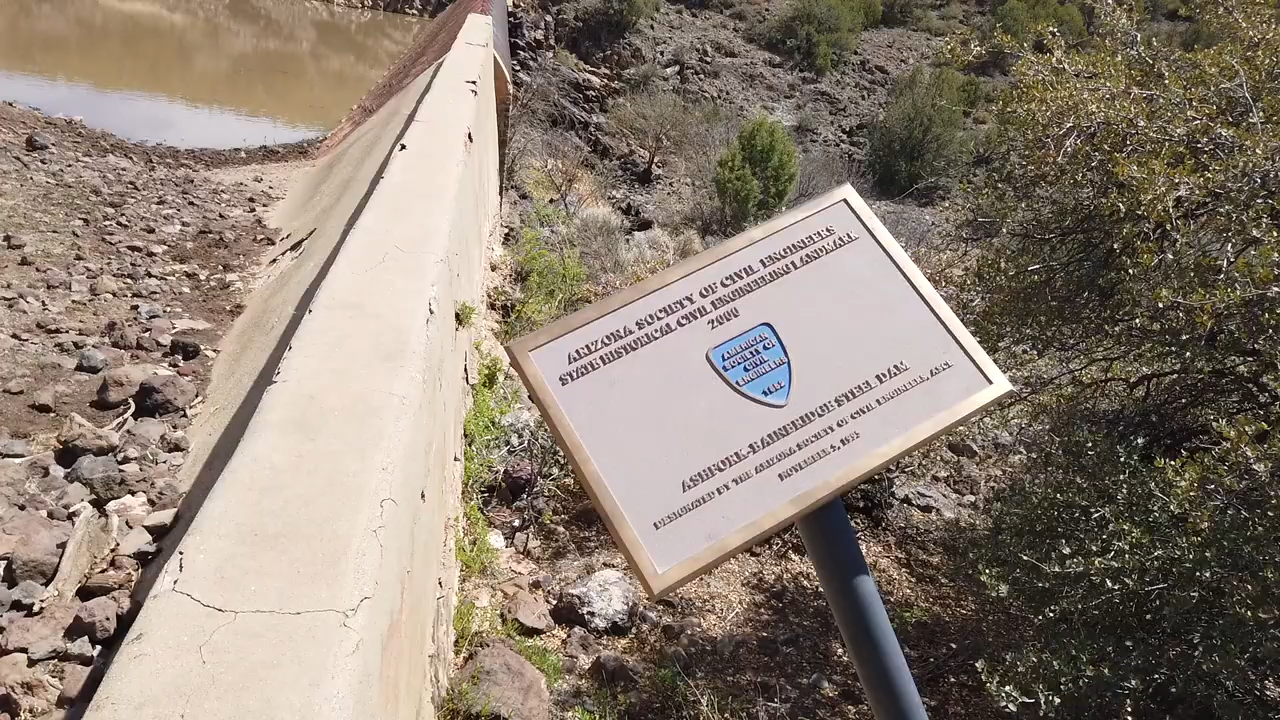 ARIZONA SOCIETY OF CIVIL ENGINEERS
STATE HISTORICAL CIVIL ENGINEERING LANDMARK
2000
AMERICAN
SOCIETY OF
CIVIL
ENGINEERS
1852
ASHFORK-BAINBRIDGE STEEL DAM
DESIGNATED BY THE ARIZONA SOCIETY OF CIVIL ENGINEERS, ASCE
NOVEMBER